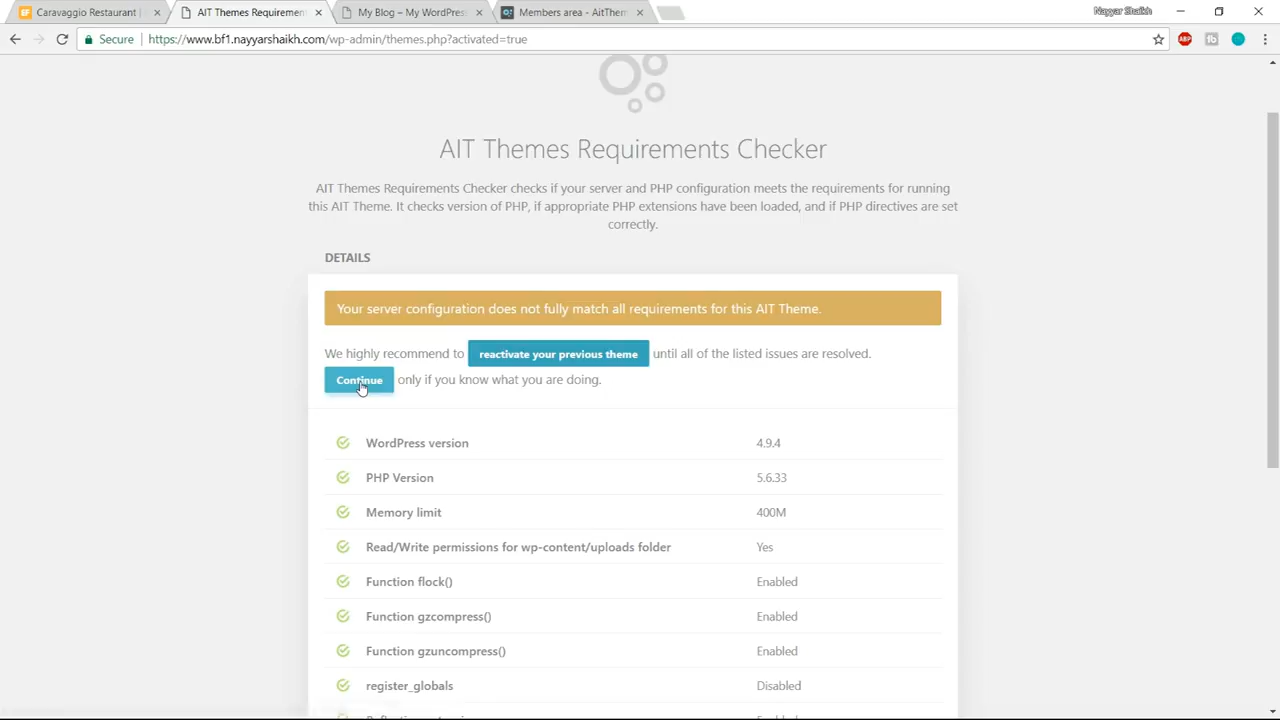 Caravaggio Restaurant |
AIT Themes Requiremen
My Blog – My WordPress
Members area - AitThem
Nayyar Shaikh
Secure
https://www.bf1.nayyarshaikh.com/wp-admin/themes.php?activated=true
AIT Themes Requirements Checker
AIT Themes Requirements Checker checks if your server and PHP configuration meets the requirements for running
this AIT Theme. It checks version of PHP, if appropriate PHP extensions have been loaded, and if PHP directives are set
correctly.
DETAILS
Your server configuration does not fully match all requirements for this AIT Theme.
We highly recommend to reactivate your previous theme until all of the listed issues are resolved.
Continue only if you know what you are doing.
WordPress version 4.9.4
PHP Version 5.6.33
Memory limit 400M
Read/Write permissions for wp-content/uploads folder Yes
Function flock() Enabled
Function gzcompress() Enabled
Function gzuncompress() Enabled
register_globals Disabled